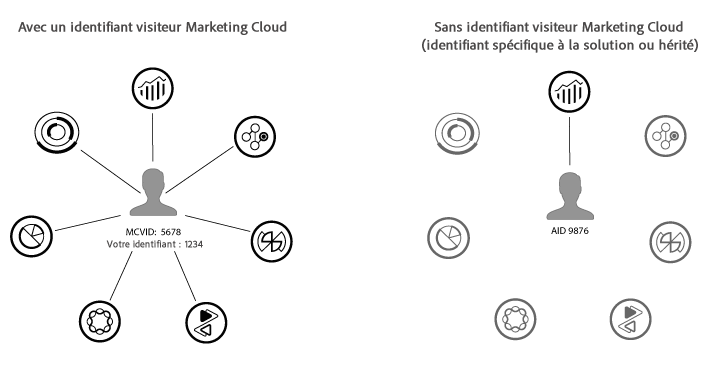 Avec un identifiant visiteur Marketing Cloud
Sans identifiant visiteur Marketing Cloud
(identifiant spécifique à la solution ou hérité)
MCVID: 5678
Votre identifiant : 1234
AID 9876